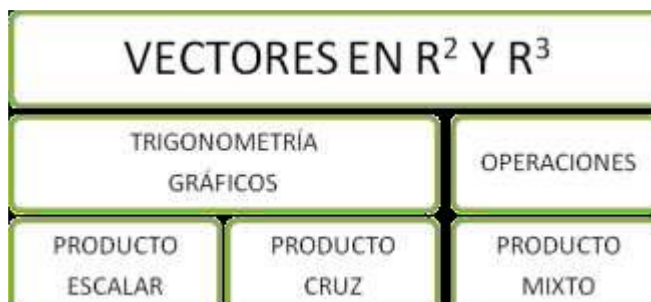 VECTORES EN R² Y R³
TRIGONOMETRÍA
GRÁFICOS
OPERACIONES
PRODUCTO
ESCALAR
PRODUCTO
CRUZ
PRODUCTO
MIXTO